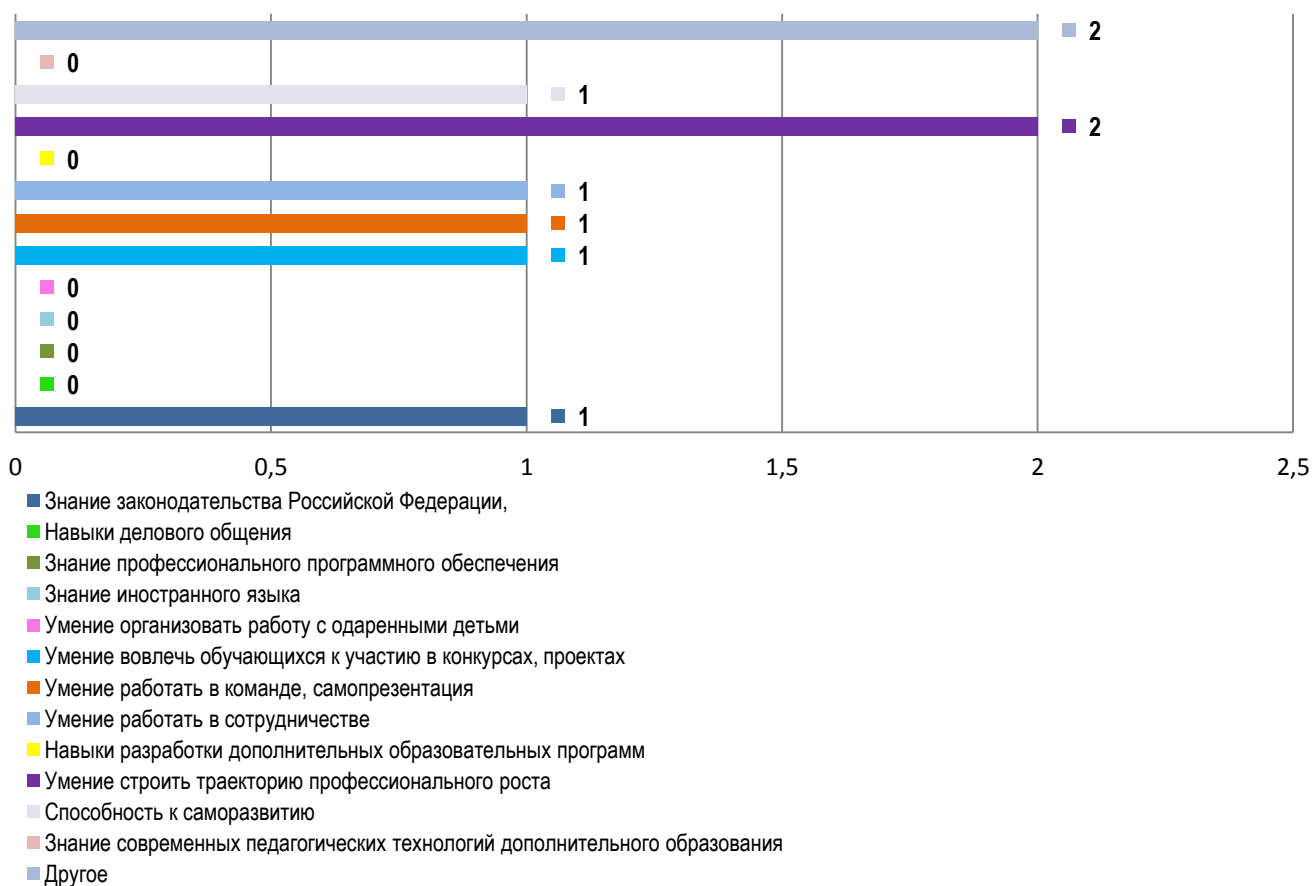 2
0
1
2
0
1
1
1
0
0
0
0
1
0 0,5 1 1,5 2 2,5
Знание законодательства Российской Федерации,
Навыки делового общения
Знание профессионального программного обеспечения
Знание иностранного языка
Умение организовать работу с одаренными детьми
Умение вовлечь обучающихся к участию в конкурсах, проектах
Умение работать в команде, самопрезентация
Умение работать в сотрудничестве
Навыки разработки дополнительных образовательных программ
Умение строить траекторию профессионального роста
Способность к саморазвитию
Знание современных педагогических технологий дополнительного образования
Другое